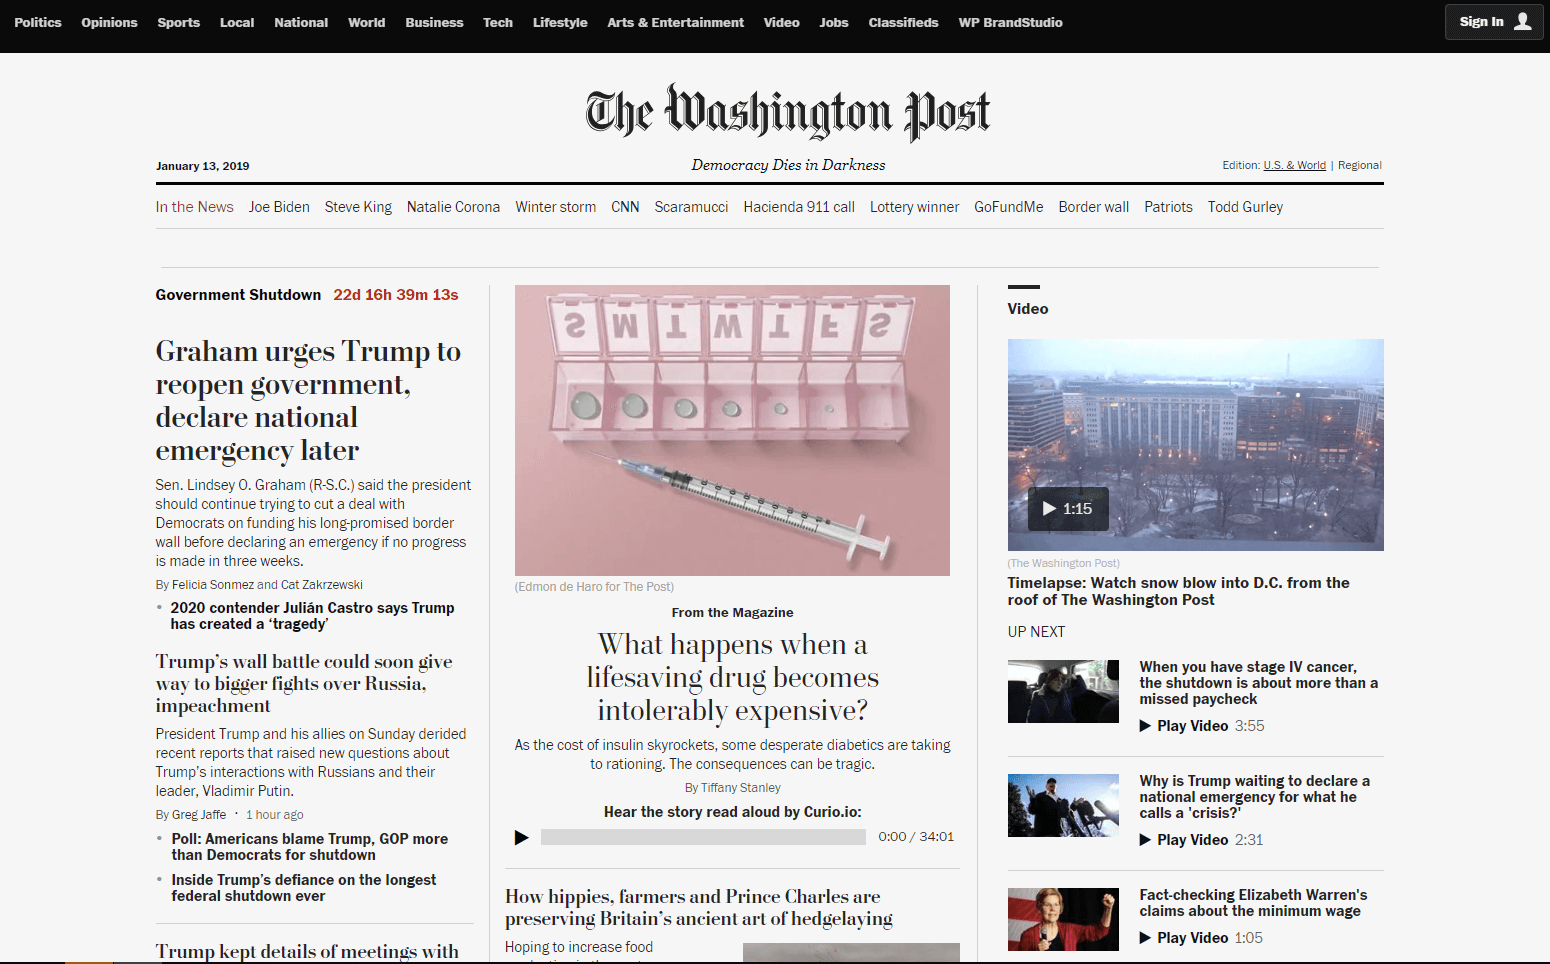 Politics Opinions Sports Local National World Business Tech Lifestyle Arts & Entertainment Video Jobs Classifieds WP BrandStudio Sign In
The Washington Post
January 13, 2019 Democracy Dies in Darkness Edition: U.S. & World | Regional
In the News Joe Biden Steve King Natalie Corona Winter storm CNN Scaramucci Hacienda 911 call Lottery winner GoFundMe Border wall Patriots Todd Gurley
Government Shutdown 22d 16h 39m 13s
Graham urges Trump to
reopen government,
declare national
emergency later
Sen. Lindsey O. Graham (R-S.C.) said the president
should continue trying to cut a deal with
Democrats on funding his long-promised border
wall before declaring an emergency if no progress
is made in three weeks.
By Felicia Sonmez and Cat Zakrzewski
• 2020 contender Julián Castro says Trump
has created a ‘tragedy’
Trump’s wall battle could soon give
way to bigger fights over Russia,
impeachment
President Trump and his allies on Sunday derided
recent reports that raised new questions about
Trump’s interactions with Russians and their
leader, Vladimir Putin.
By Greg Jaffe · 1 hour ago
• Poll: Americans blame Trump, GOP more
than Democrats for shutdown
• Inside Trump’s defiance on the longest
federal shutdown ever
Trump kept details of meetings with
S M T W T F S
(Edmon de Haro for The Post)
From the Magazine
What happens when a
lifesaving drug becomes
intolerably expensive?
As the cost of insulin skyrockets, some desperate diabetics are taking
to rationing. The consequences can be tragic.
By Tiffany Stanley
Hear the story read aloud by Curio.io:
0:00 / 34:01
How hippies, farmers and Prince Charles are
preserving Britain’s ancient art of hedgelaying
Hoping to increase food
Video
1:15
(The Washington Post)
Timelapse: Watch snow blow into D.C. from the
roof of The Washington Post
UP NEXT
When you have stage IV cancer,
the shutdown is about more than a
missed paycheck
Play Video 3:55
Why is Trump waiting to declare a
national emergency for what he
calls a 'crisis?'
Play Video 2:31
Fact-checking Elizabeth Warren's
claims about the minimum wage
Play Video 1:05